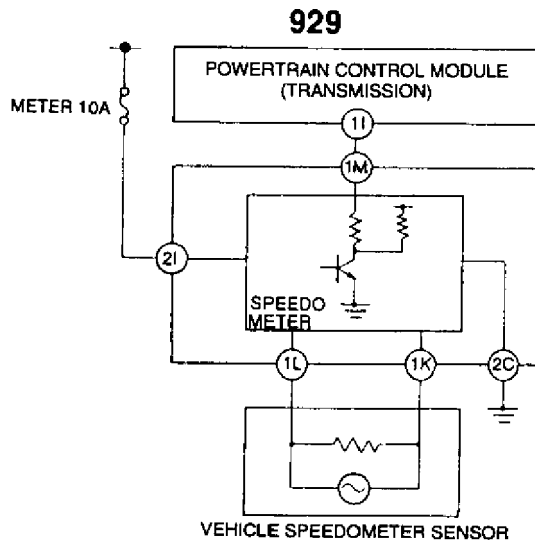 929
POWERTRAIN CONTROL MODULE
(TRANSMISSION)
METER 10A
1I
1M
2I
SPEEDO
METER
1L
1K
2C
VEHICLE SPEEDOMETER SENSOR